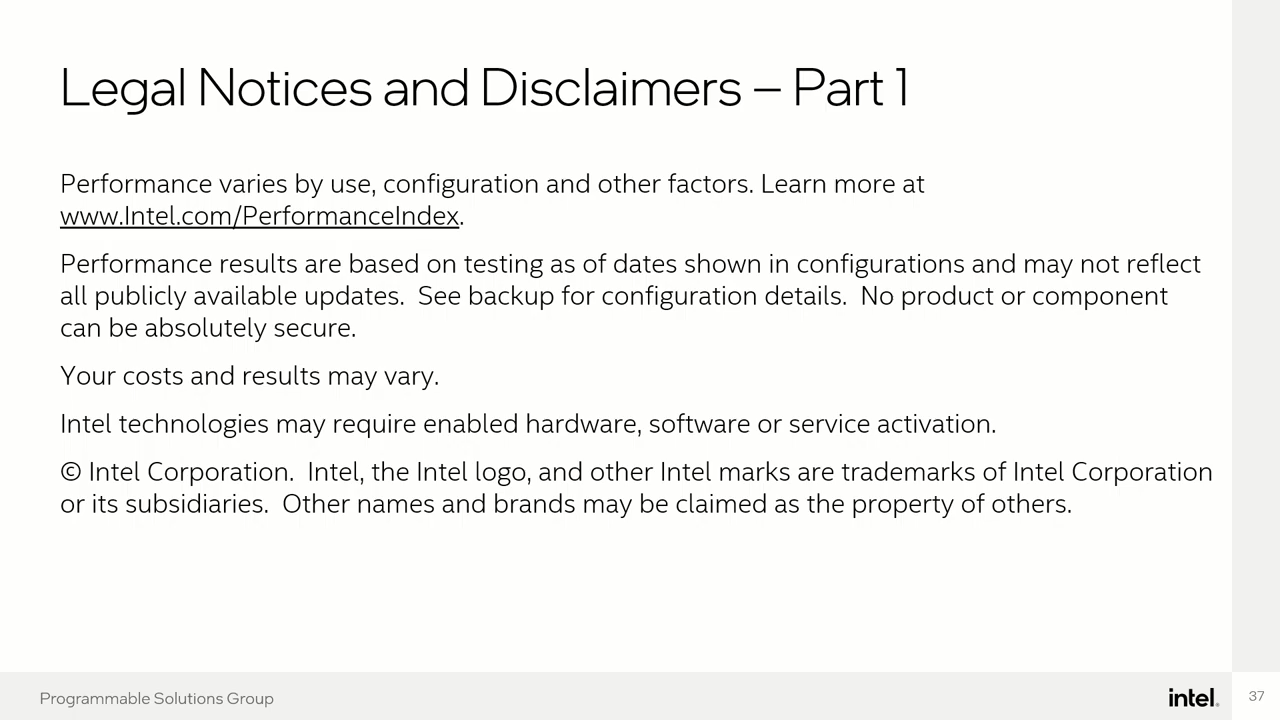 Legal Notices and Disclaimers – Part 1
Performance varies by use, configuration and other factors. Learn more at
www.Intel.com/PerformanceIndex.
Performance results are based on testing as of dates shown in configurations and may not reflect
all publicly available updates.  See backup for configuration details.  No product or component
can be absolutely secure.
Your costs and results may vary.
Intel technologies may require enabled hardware, software or service activation.
© Intel Corporation.  Intel, the Intel logo, and other Intel marks are trademarks of Intel Corporation
or its subsidiaries.  Other names and brands may be claimed as the property of others.
Programmable Solutions Group
intel.
37